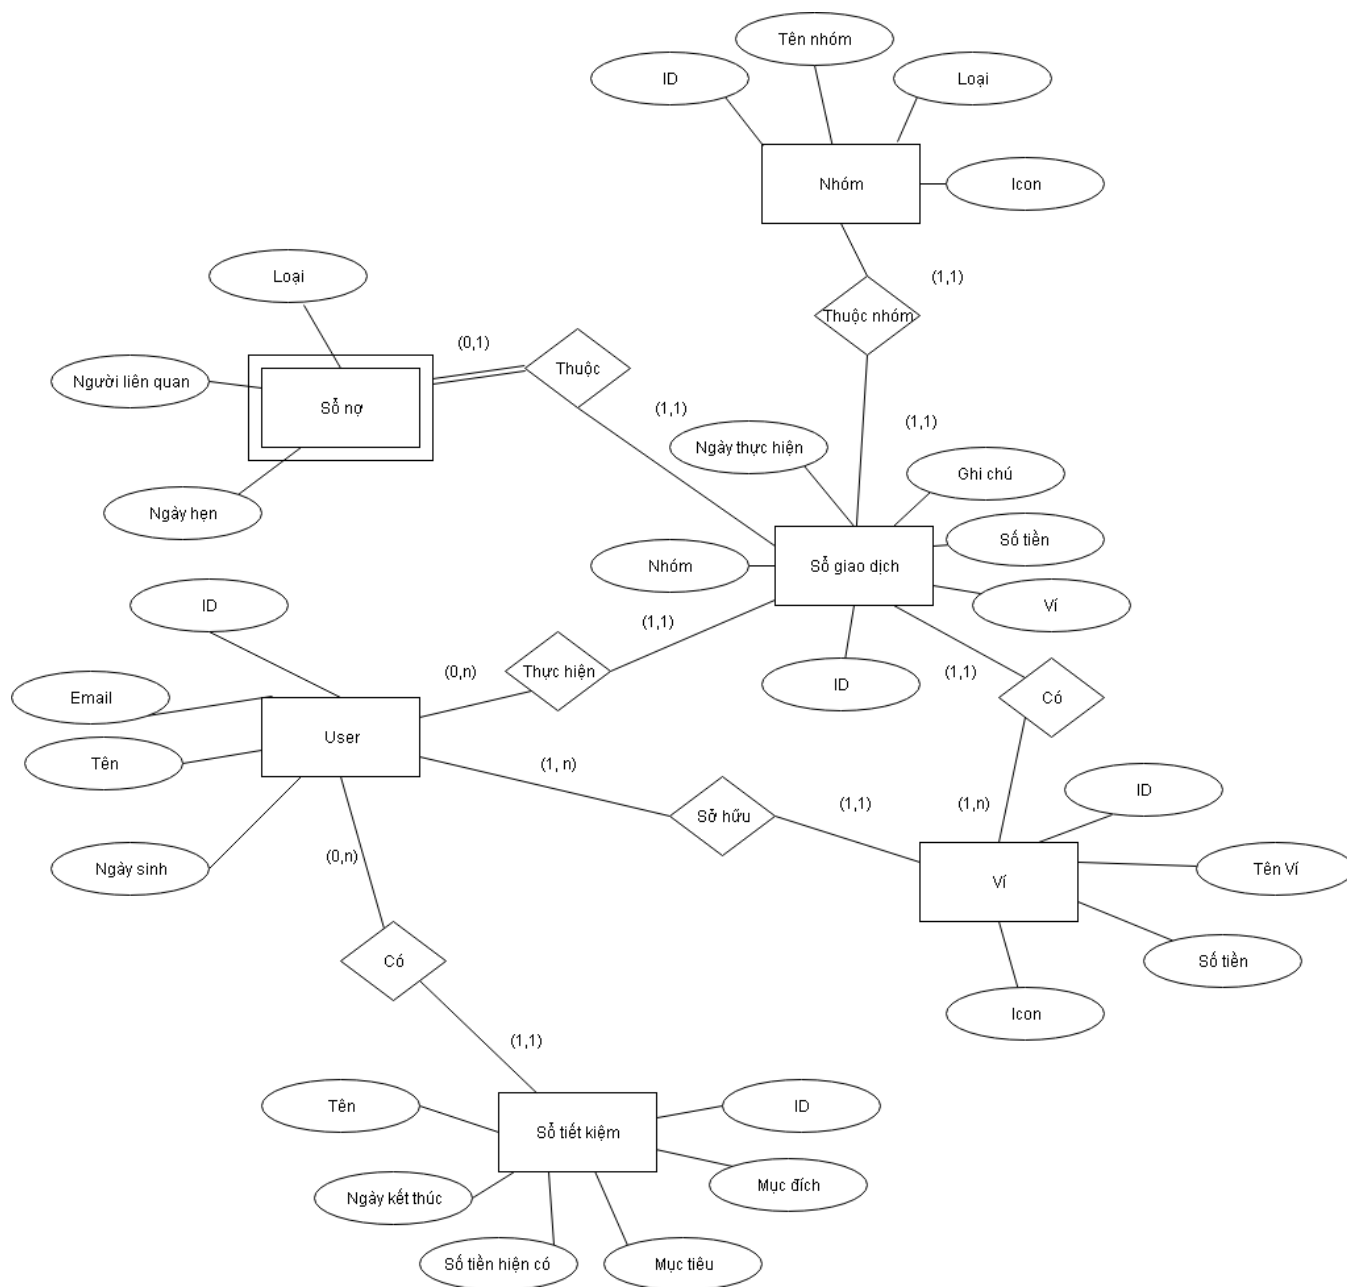 Tên nhóm
ID
Loại
Nhóm
Icon
Loại
(1,1)
Thuộc nhóm
(0,1)
Thuộc
Người liên quan
Sổ nợ
(1,1)
(1,1)
Ngày thực hiện
Ghi chú
Ngày hẹn
Số tiền
Nhóm
Sổ giao dịch
ID
Ví
(1,1)
(0,n)
Thực hiện
(1,1)
ID
Email
Có
User
Tên
(1, n)
ID
(1,1)
(1,n)
Sở hữu
(0,n)
Ngày sinh
Ví
Tên Ví
Có
Số tiền
Icon
(1,1)
Tên
ID
Sổ tiết kiệm
Mục đích
Ngày kết thúc
Số tiền hiện có
Mục tiêu